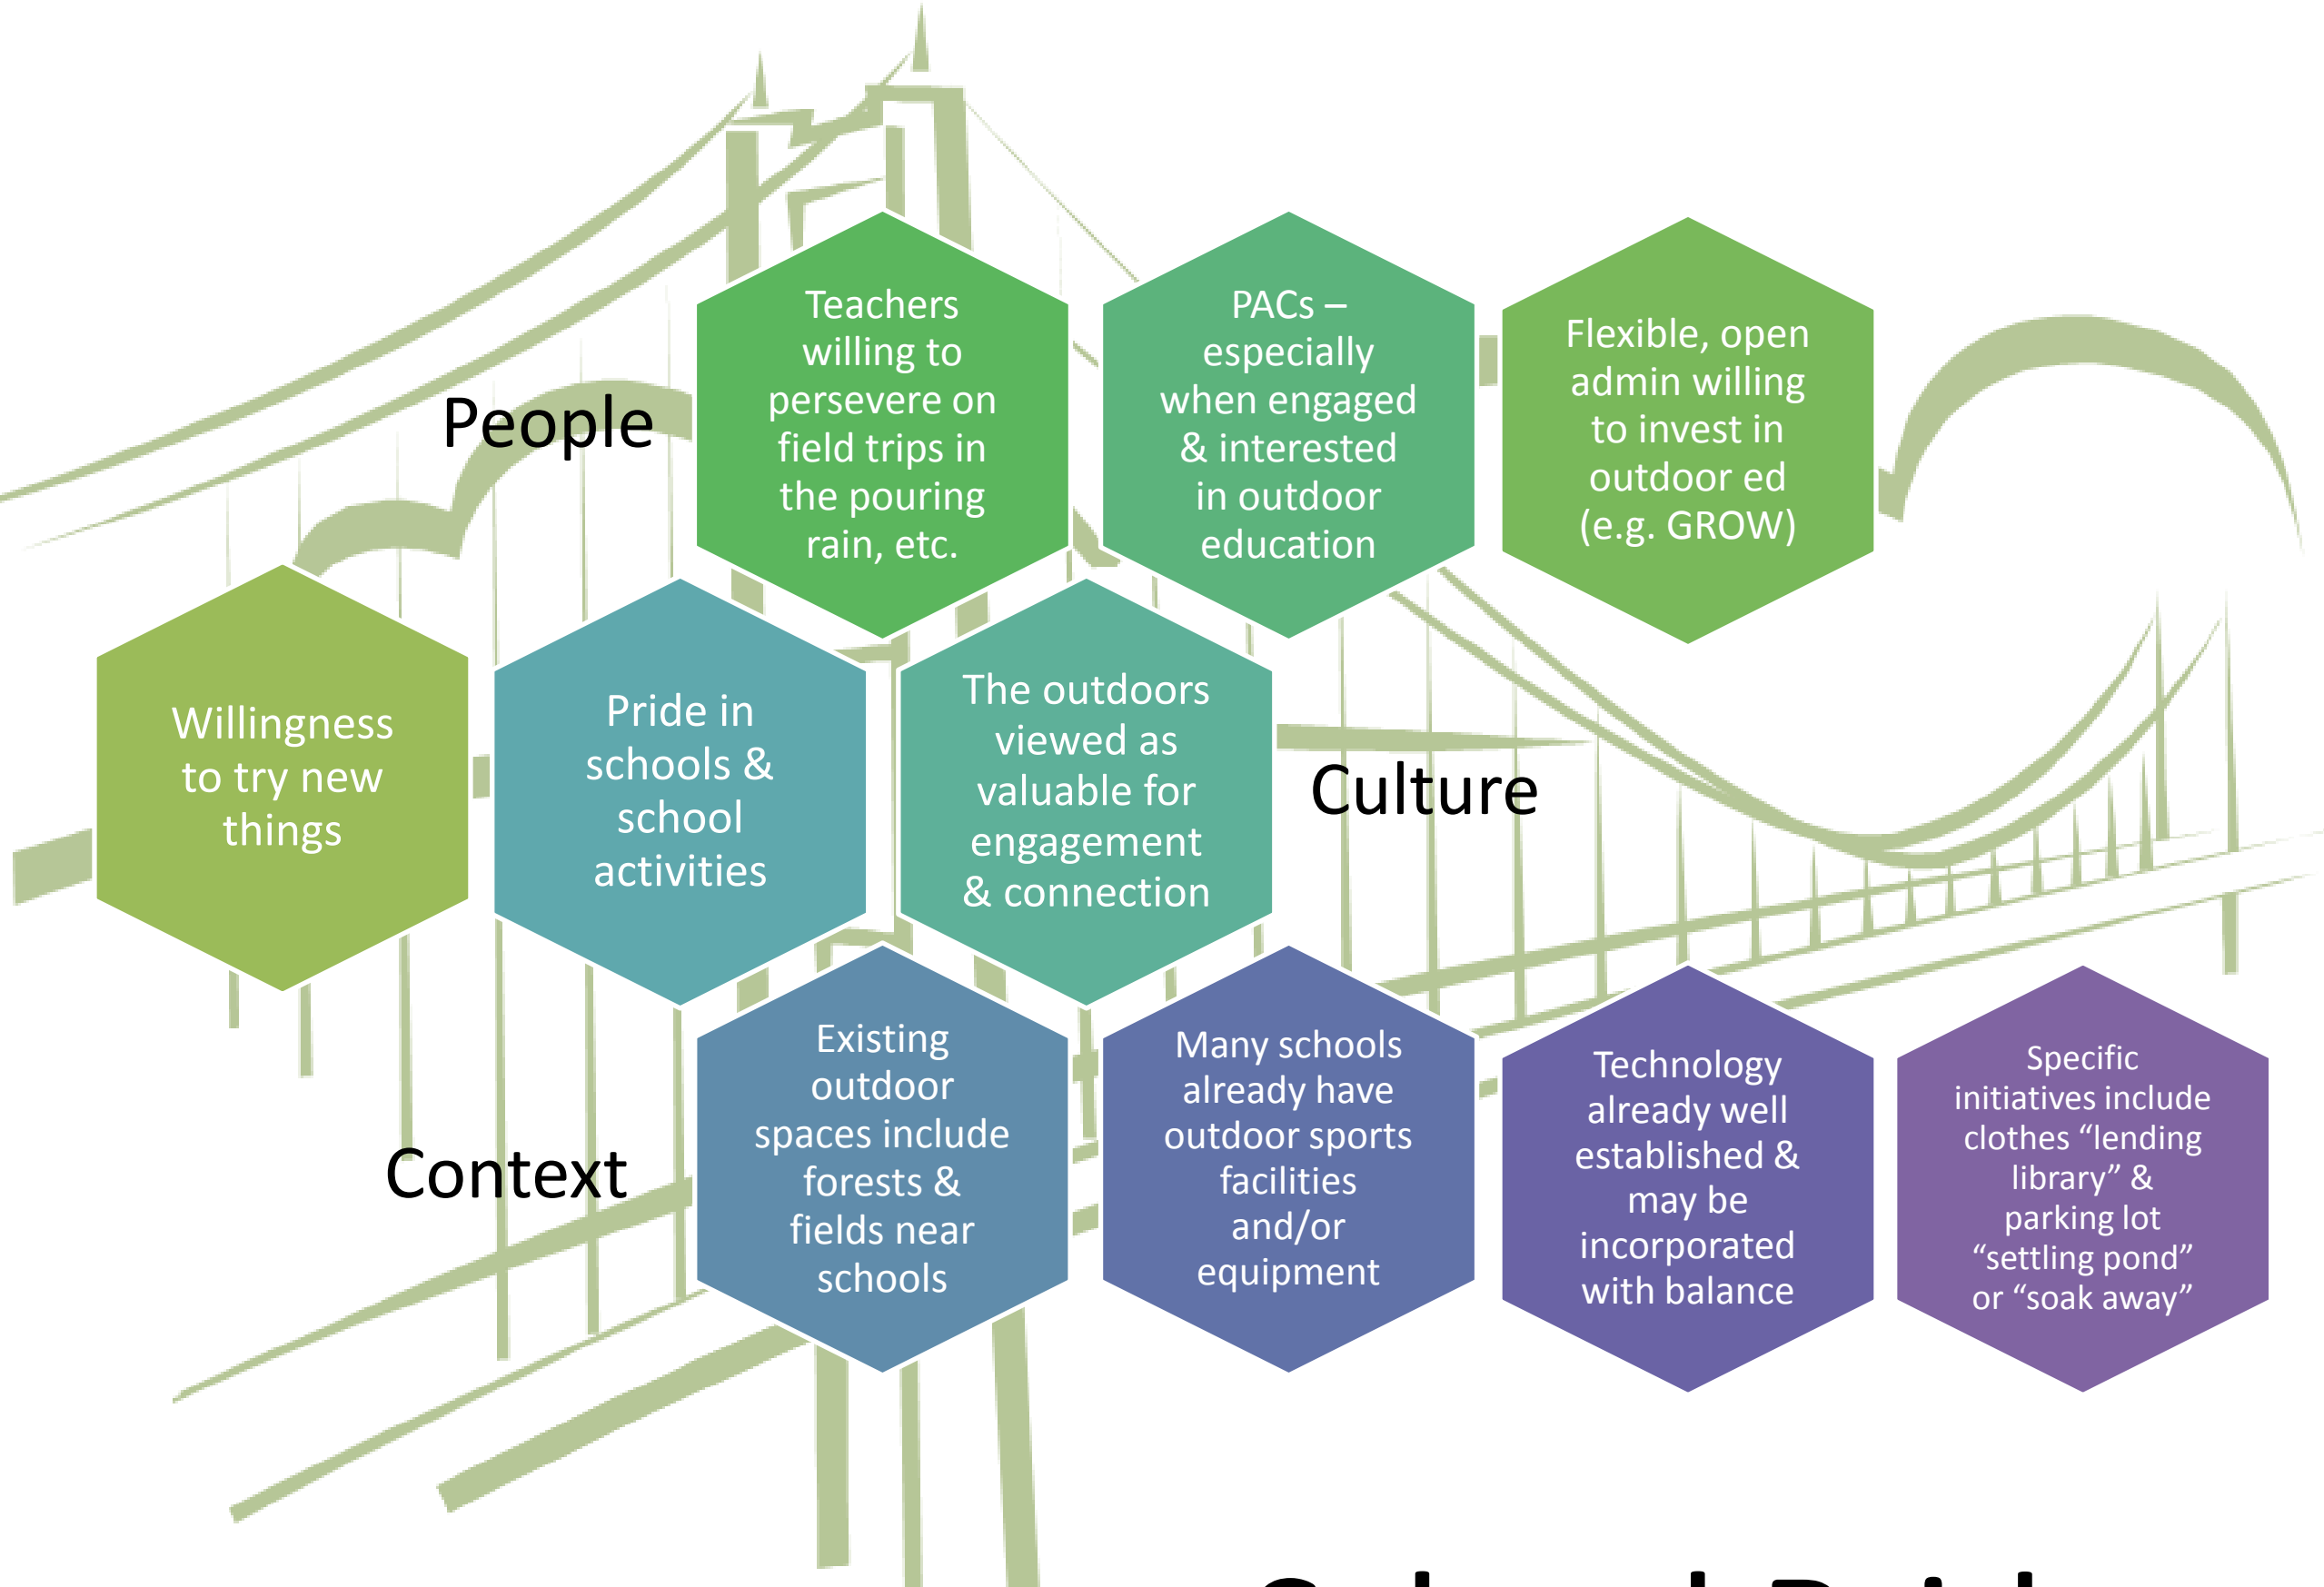 People
Teachers
willing to
persevere on
field trips in
the pouring
rain, etc.
PACs –
especially
when engaged
& interested
in outdoor
education
Flexible, open
admin willing
to invest in
outdoor ed
(e.g. GROW)
Willingness
to try new
things
Pride in
schools &
school
activities
The outdoors
viewed as
valuable for
engagement
& connection
Culture
Context
Existing
outdoor
spaces include
forests &
fields near
schools
Many schools
already have
outdoor sports
facilities
and/or
equipment
Technology
already well
established &
may be
incorporated
with balance
Specific
initiatives include
clothes “lending
library” &
parking lot
“settling pond”
or “soak away”